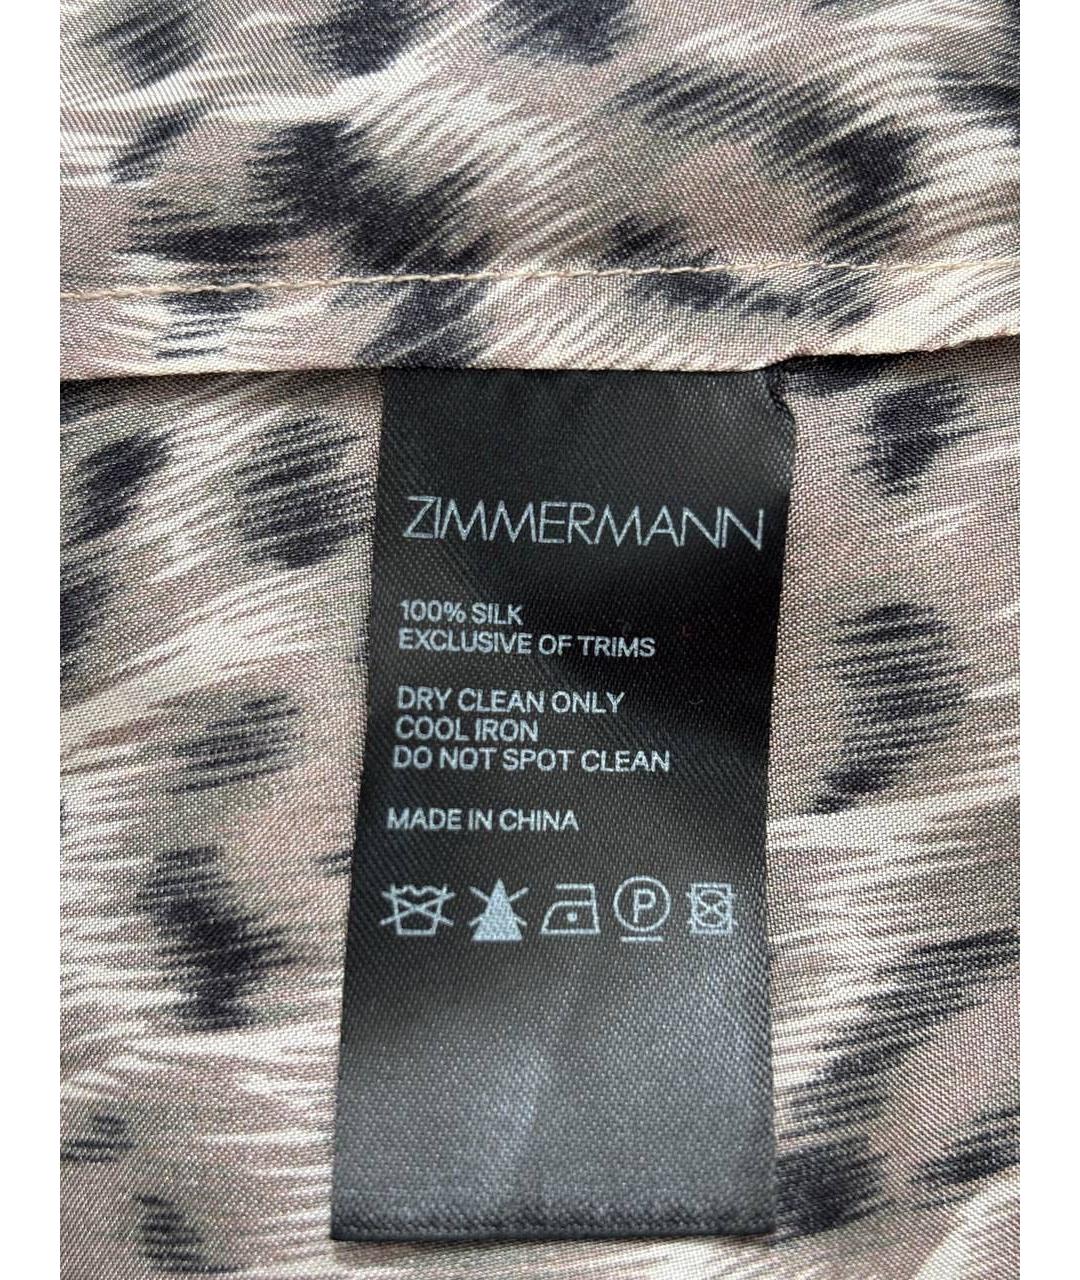 ZIMMERMANN
100% SILK
EXCLUSIVE OF TRIMS
DRY CLEAN ONLY
COOL IRON
DO NOT SPOT CLEAN
MADE IN CHINA
P